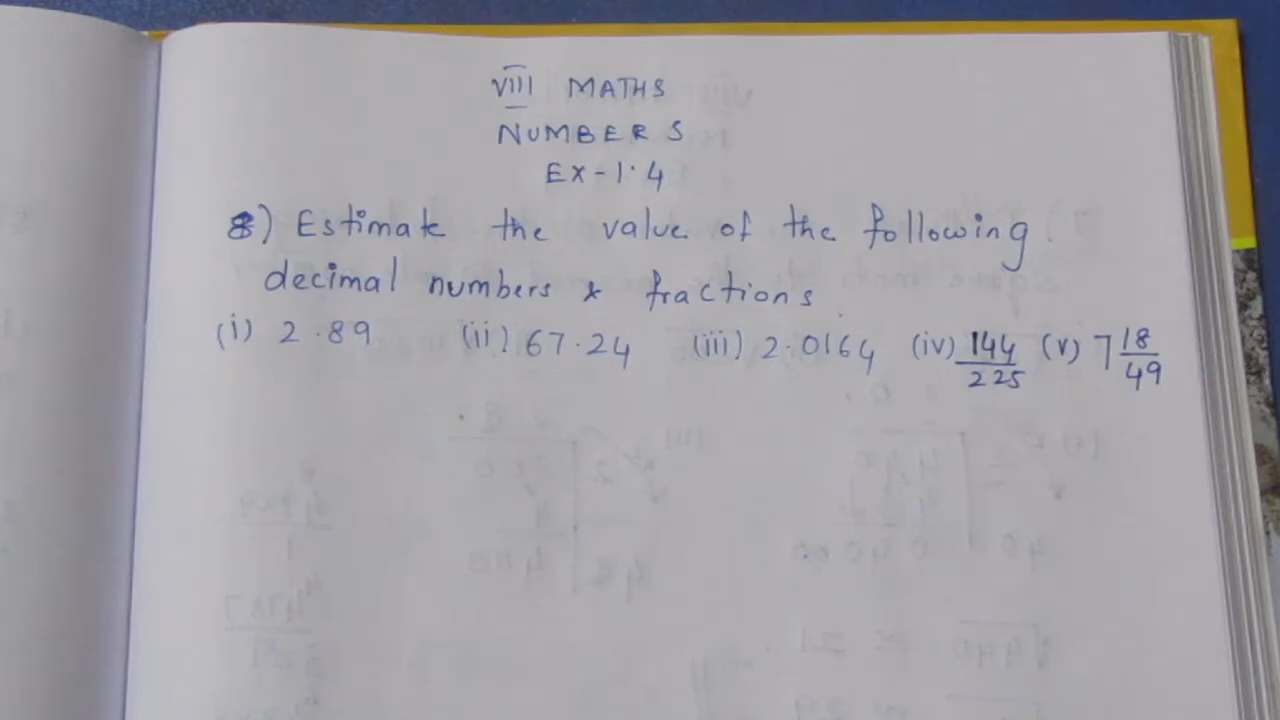 VIII MATHS
NUMBERS
EX-1.4
8) Estimate the value of the following
decimal numbers & fractions
(i) 2.89 (ii) 67.24 (iii) 2.0164 (iv) 144/225 (v) 7 18/49